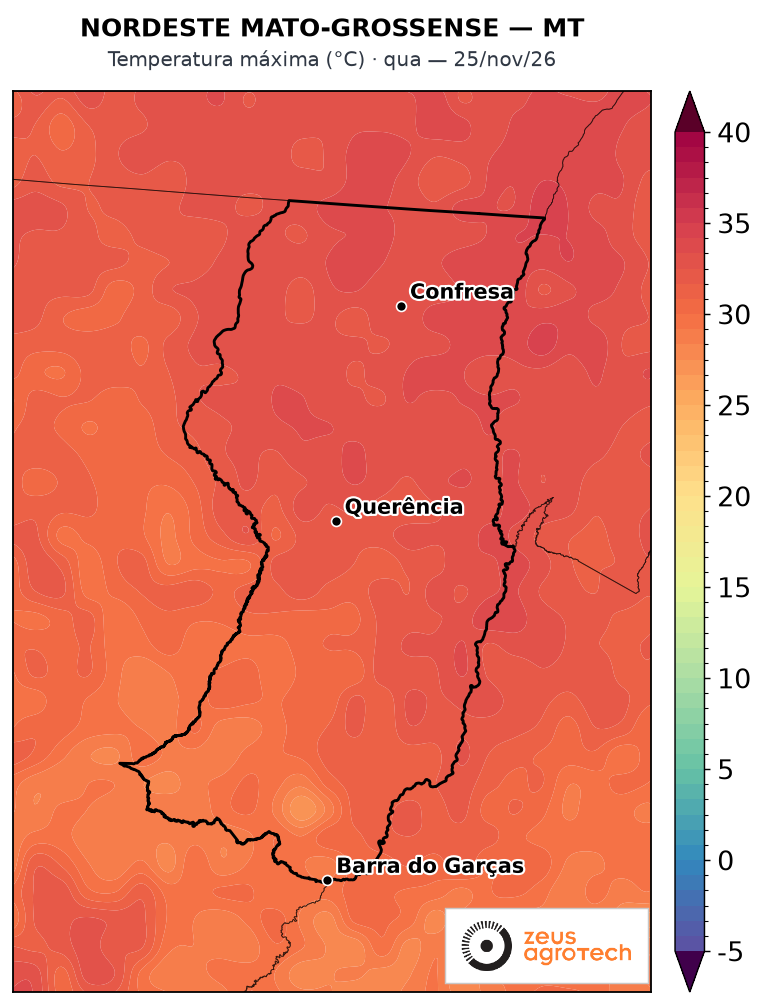 NORDESTE MATO-GROSSENSE — MT
Temperatura máxima (°C) · qua — 25/nov/26
Confresa
Querência
Barra do Garças
zeus
agrotech
40
35
30
25
20
15
10
5
0
-5